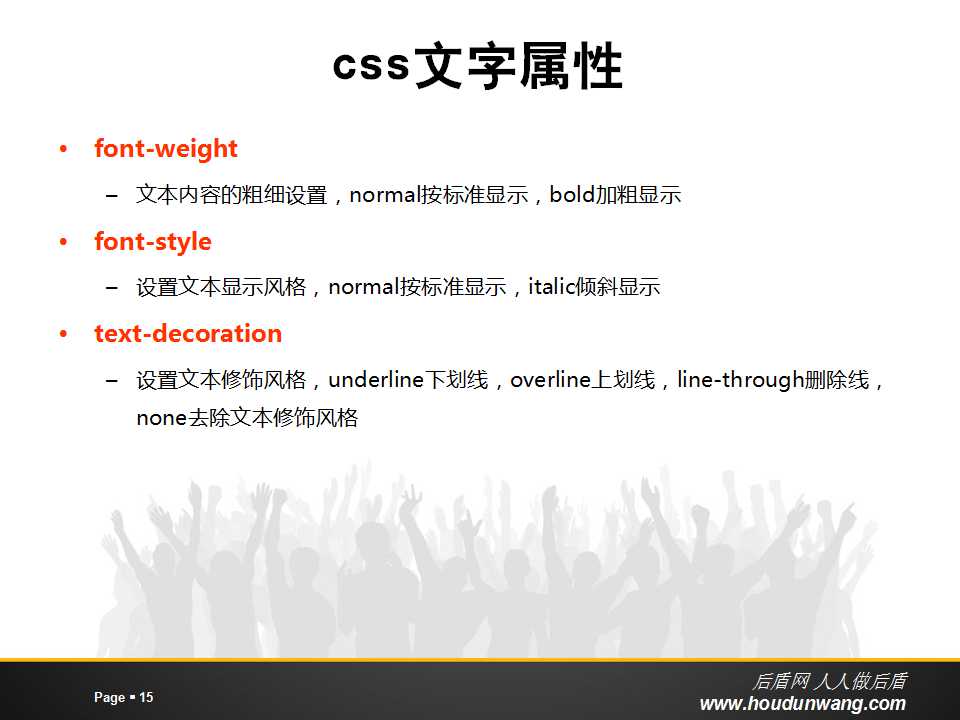 css文字属性
• font-weight
– 文本内容的粗细设置，normal按标准显示，bold加粗显示
• font-style
– 设置文本显示风格，normal按标准显示，italic倾斜显示
• text-decoration
– 设置文本修饰风格，underline下划线，overline上划线，line-through删除线，
none去除文本修饰风格
后盾网 人人做后盾
Page ▪ 15
www.houdunwang.com